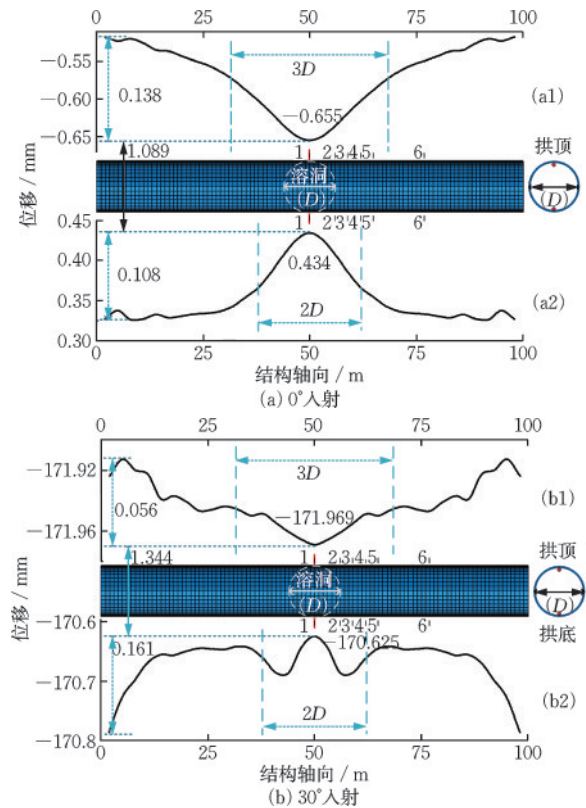 0 25 50 75 100
−0.55
−0.60
−0.65
0.138
3D
−0.655
(a1)
1.089
1 2 3 4 5 6
位移 / mm
溶洞
(D)
拱顶
(D)
1' 2' 3' 4' 5' 6'
0.45
0.40
0.35
0.30
0.108
0.434
2D
(a2)
0 25 50 75 100
结构轴向 / m
(a) 0°入射
0 25 50 75 100
−171.92
−171.96
0.056
3D
−171.969
(b1)
1.344
1 2 3 4 5 6
位移 / mm
溶洞
(D)
拱顶
(D)
拱底
1' 2' 3' 4' 5' 6'
−170.6
−170.7
−170.8
0.161
−170.625
2D
(b2)
0 25 50 75 100
结构轴向 / m
(b) 30°入射